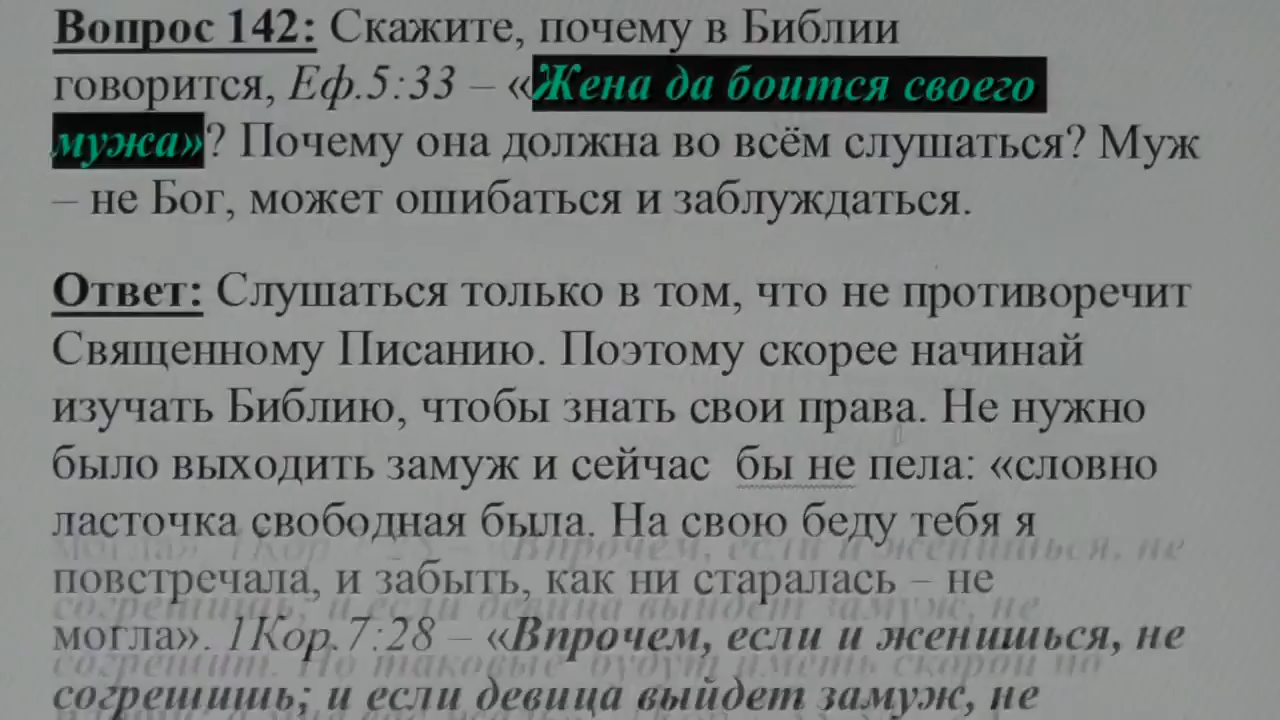 Вопрос 142: Скажите, почему в Библии
говорится, Еф.5:33 – «Жена да боится своего
мужа»? Почему она должна во всём слушаться? Муж
– не Бог, может ошибаться и заблуждаться.
Ответ: Слушаться только в том, что не противоречит
Священному Писанию. Поэтому скорее начинай
изучать Библию, чтобы знать свои права. Не нужно
было выходить замуж и сейчас бы не пела: «словно
ласточка свободная была. На свою беду тебя я
повстречала, и забыть, как ни старалась – не
могла». 1Кор.7:28 – «Впрочем, если и женишься, не
согрешишь; и если девица выйдет замуж, не